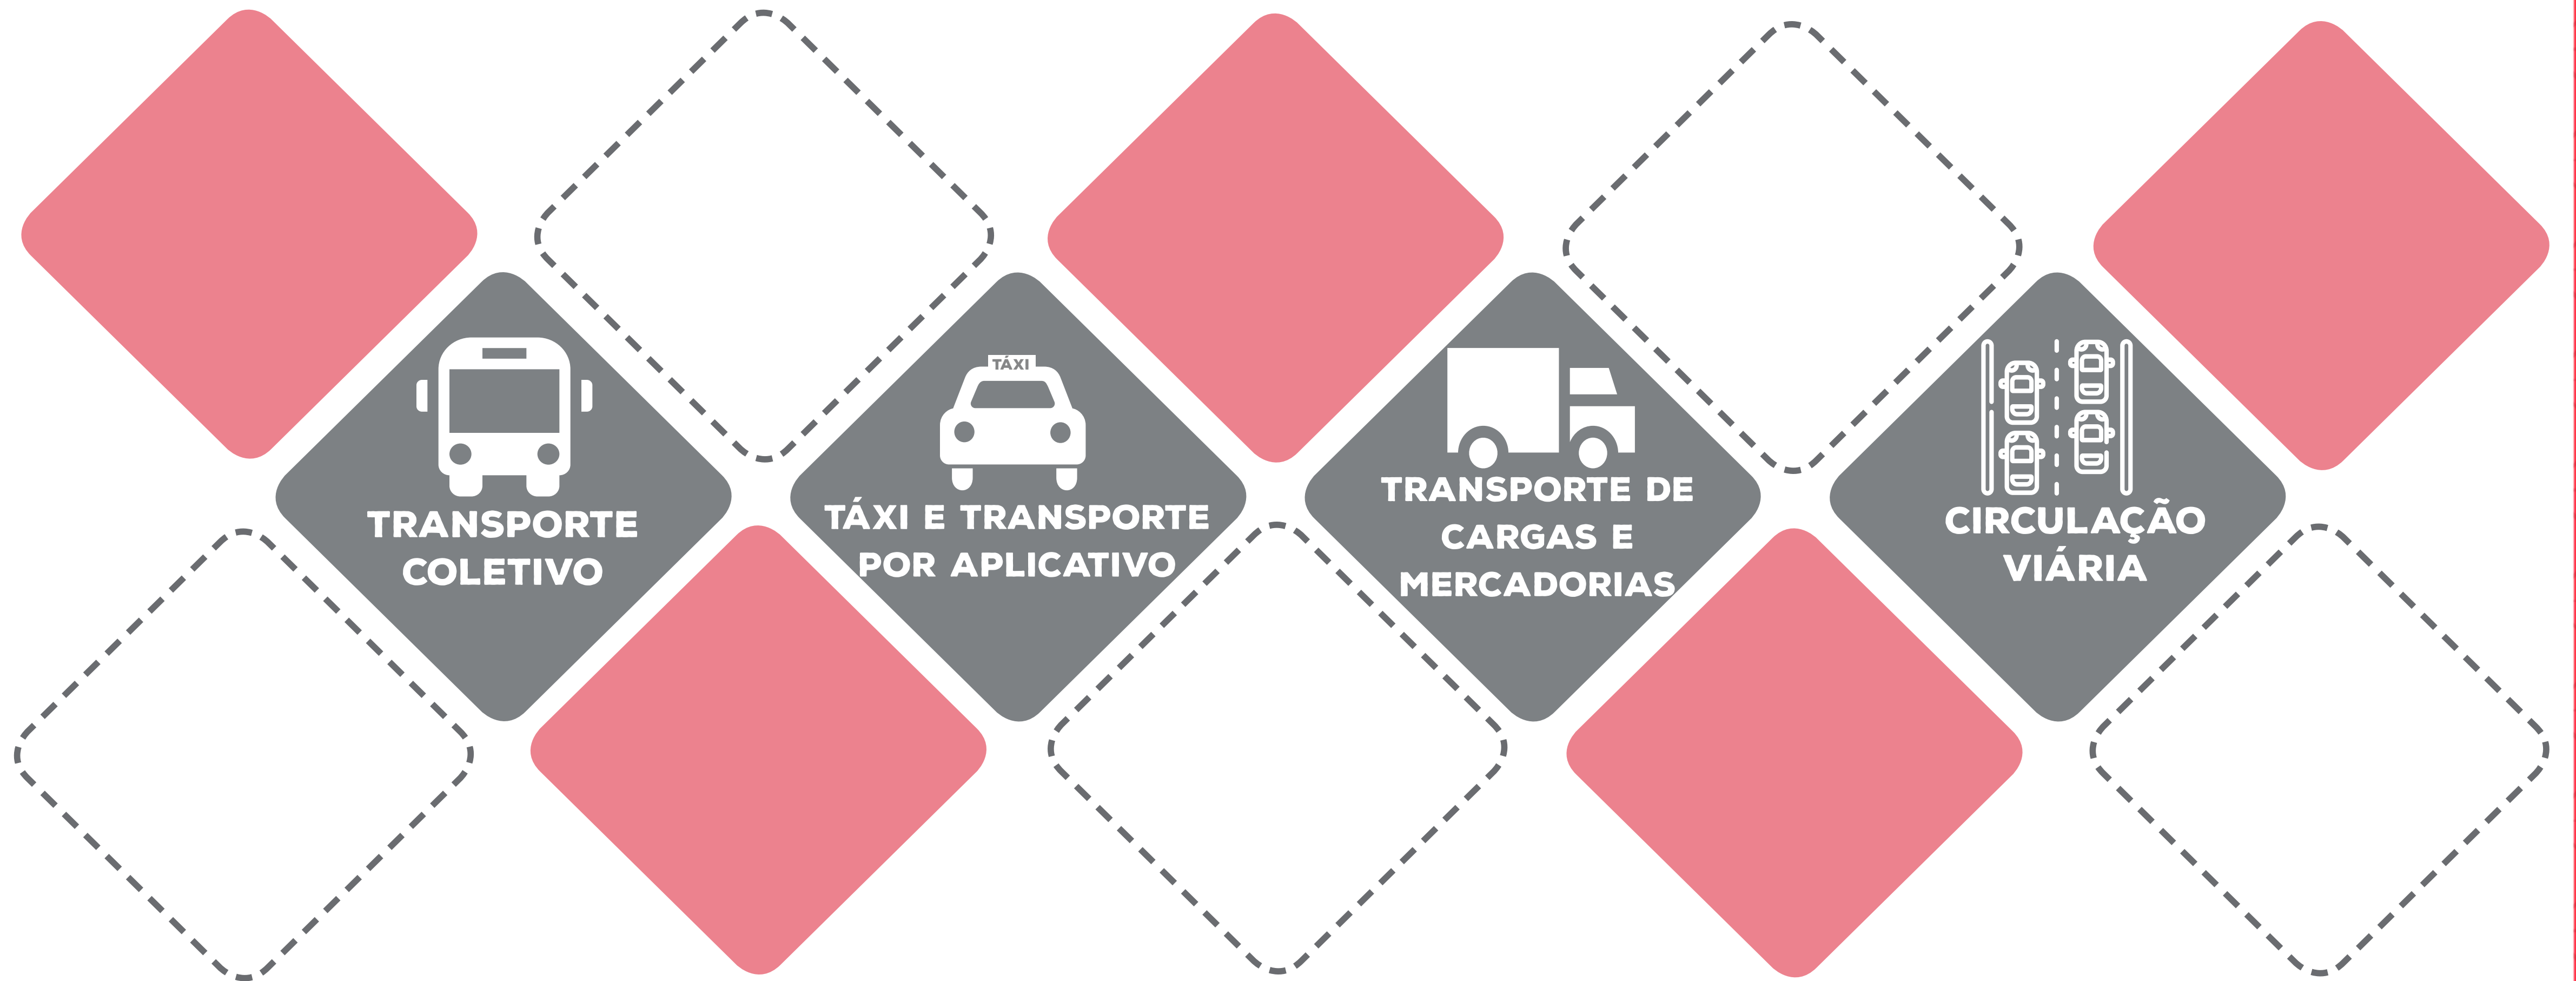 TRANSPORTE
COLETIVO
TÁXI
TÁXI E TRANSPORTE
POR APLICATIVO
TRANSPORTE DE
CARGAS E
MERCADORIAS
CIRCULAÇÃO
VIÁRIA